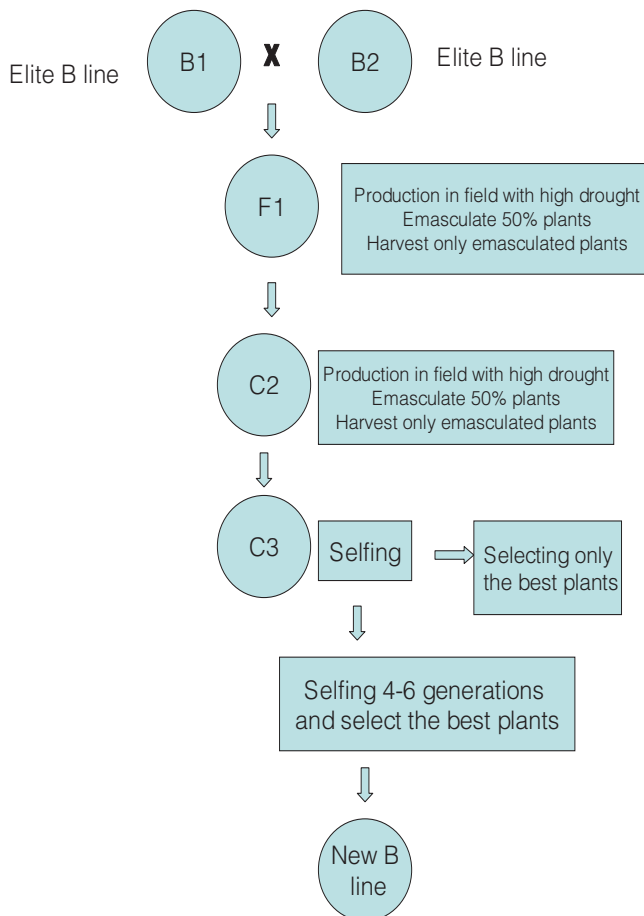 Elite B line
B1
X
B2
Elite B line
F1
Production in field with high drought
Emasculate 50% plants
Harvest only emasculated plants
C2
Production in field with high drought
Emasculate 50% plants
Harvest only emasculated plants
C3
Selfing
Selecting only
the best plants
Selfing 4-6 generations
and select the best plants
New B
line